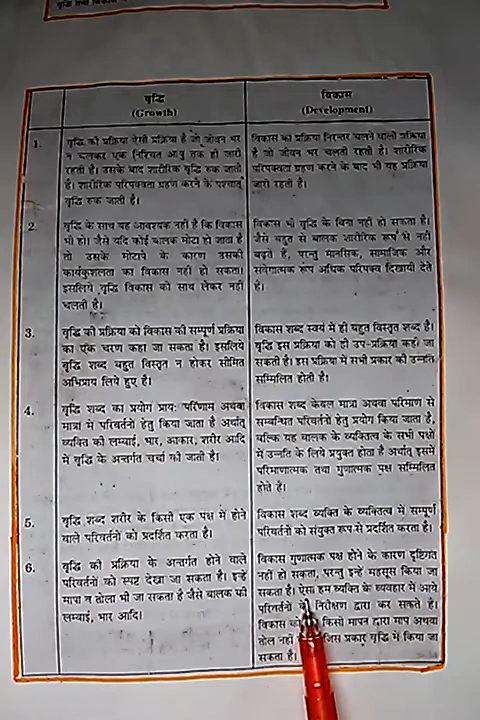 वृद्धि तथा विकास
वृद्धि
(Growth)
विकास
(Development)
1.
वृद्धि की प्रक्रिया ऐसी प्रक्रिया है जो जीवन भर
न चलकर एक निश्चित आयु तक ही जारी
रहती है। उसके बाद शारीरिक वृद्धि रूक जाती
है। शारीरिक परिपक्वता ग्रहण करने के पश्चात्
वृद्धि रूक जाती है।
विकास की प्रक्रिया निरन्तर चलने वाली प्रक्रिया
है जो जीवन भर चलती रहती है। शारीरिक
परिपक्वता ग्रहण करने के बाद भी यह प्रक्रिया
जारी रहती है।
2.
वृद्धि के साथ यह आवश्यक नहीं है कि विकास
भी हो। जैसे यदि कोई बालक मोटा हो जाता है
तो उसके मोटापे के कारण उसकी
कार्यकुशलता का विकास नहीं हो सकता।
इसलिये वृद्धि विकास को साथ लेकर नहीं
चलती है।
विकास भी वृद्धि के बिना नहीं हो सकता है।
जैसे बहुत से बालक शारीरिक रूप से नहीं
बढ़ते है, परन्तु मानसिक, सामाजिक और
संवेगात्मक रूप अधिक परिपक्व दिखायी देते
है।
3.
वृद्धि की प्रक्रिया को विकास की सम्पूर्ण प्रक्रिया
का एक चरण कहा जा सकता है। इसलिये
वृद्धि शब्द बहुत विस्तृत न होकर सीमित
अभिप्राय लिये हुए है।
विकास शब्द स्वयं में ही बहुत विस्तृत शब्द है।
वृद्धि इस प्रक्रिया को ही उप-प्रक्रिया कहा जा
सकती है। इस प्रक्रिया में सभी प्रकार की उन्नति
सम्मिलित होती है।
4.
वृद्धि शब्द का प्रयोग प्रायः परिणाम अथवा
मात्रा में परिवर्तनों हेतु किया जाता है अर्थात्
व्यक्ति की लम्बाई, भार, आकार, शरीर आदि
में वृद्धि के अन्तर्गत चर्चा की जाती है।
विकास शब्द केवल मात्रा अथवा परिमाण से
सम्बन्धित परिवर्तनों हेतु प्रयोग किया जाता है,
बल्कि यह बालक के व्यक्तित्व के सभी पक्षों
में उन्नति के लिये प्रयुक्त होता है अर्थात् इसमें
परिमाणात्मक तथा गुणात्मक पक्ष सम्मिलित
होते है।
5.
वृद्धि शब्द शरीर के किसी एक पक्ष में होने
वाले परिवर्तनों को प्रदर्शित करता है।
विकास शब्द व्यक्ति के व्यक्तित्व में सम्पूर्ण
परिवर्तनों को संयुक्त रूप से प्रदर्शित करता है।
6.
वृद्धि की प्रक्रिया के अन्तर्गत होने वाले
परिवर्तनों को स्पष्ट देखा जा सकता है। इन्हें
मापा न तोला भी जा सकता है जैसे बालक की
लम्बाई, भार आदि।
विकास गुणात्मक पक्ष होने के कारण दृष्टिगत
नहीं हो सकता, परन्तु इन्हें महसूस किया जा
सकता है। ऐसा हम व्यक्ति के व्यवहार में आये
परिवर्तनों निरीक्षण द्वारा कर सकते है।
विकास को किसी मापन द्वारा माप अथवा
तोल नहीं जिस प्रकार वृद्धि में किया जा
सकता है।